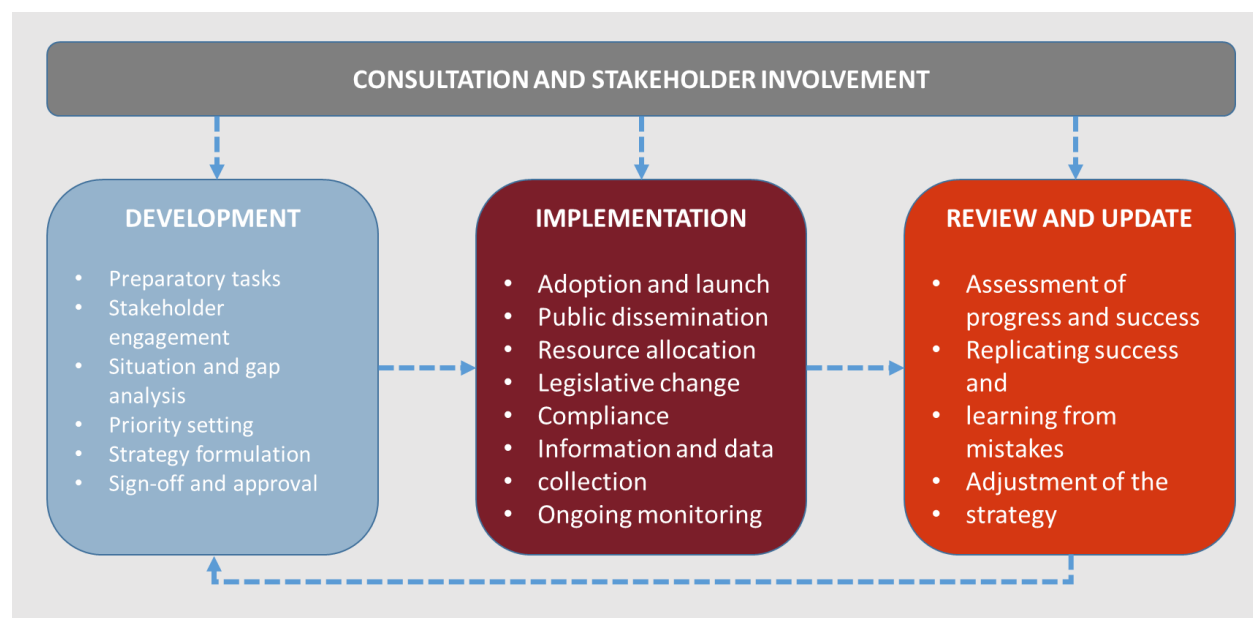 CONSULTATION AND STAKEHOLDER INVOLVEMENT
DEVELOPMENT
• Preparatory tasks
• Stakeholder
engagement
• Situation and gap
analysis
• Priority setting
• Strategy formulation
• Sign-off and approval
IMPLEMENTATION
• Adoption and launch
• Public dissemination
• Resource allocation
• Legislative change
• Compliance
• Information and data
• collection
• Ongoing monitoring
REVIEW AND UPDATE
• Assessment of
progress and success
• Replicating success
and
• learning from
mistakes
• Adjustment of the
• strategy